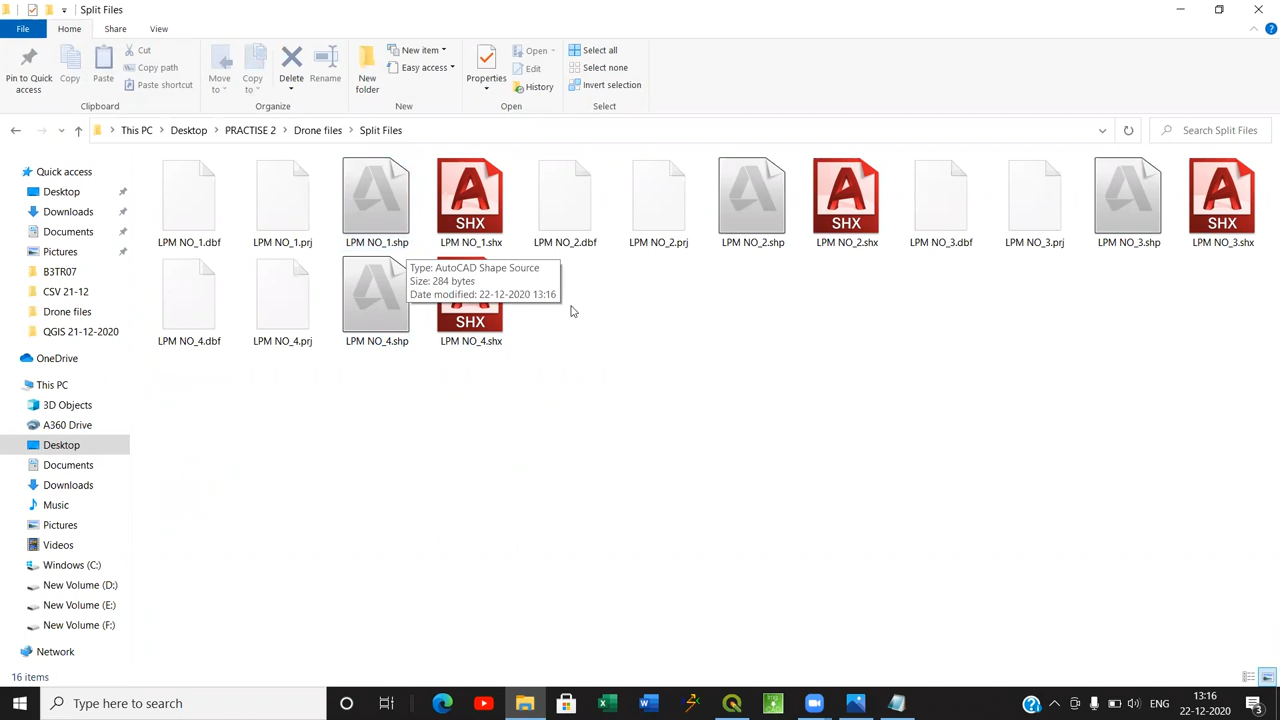 Split Files
File Home Share View
Pin to Quick access
Copy
Paste
Cut
Copy path
Paste shortcut
Clipboard
Move to
Copy to
Delete
Rename
Organize
New folder
New item
Easy access
New
Properties
Open
Edit
History
Open
Select all
Select none
Invert selection
Select
This PC > Desktop > PRACTISE 2 > Drone files > Split Files
Search Split Files
Quick access
Desktop
Downloads
Documents
Pictures
B3TR07
CSV 21-12
Drone files
QGIS 21-12-2020
OneDrive
This PC
3D Objects
A360 Drive
Desktop
Documents
Downloads
Music
Pictures
Videos
Windows (C:)
New Volume (D:)
New Volume (E:)
New Volume (F:)
Network
SHX SHX SHX
LPM NO_1.dbf LPM NO_1.prj LPM NO_1.shp LPM NO_1.shx LPM NO_2.dbf LPM NO_2.prj LPM NO_2.shp LPM NO_2.shx LPM NO_3.dbf LPM NO_3.prj LPM NO_3.shp LPM NO_3.shx
Type: AutoCAD Shape Source
Size: 284 bytes
Date modified: 22-12-2020 13:16
SHX
LPM NO_4.dbf LPM NO_4.prj LPM NO_4.shp LPM NO_4.shx
16 items
Type here to search
ENG
13:16
22-12-2020
3